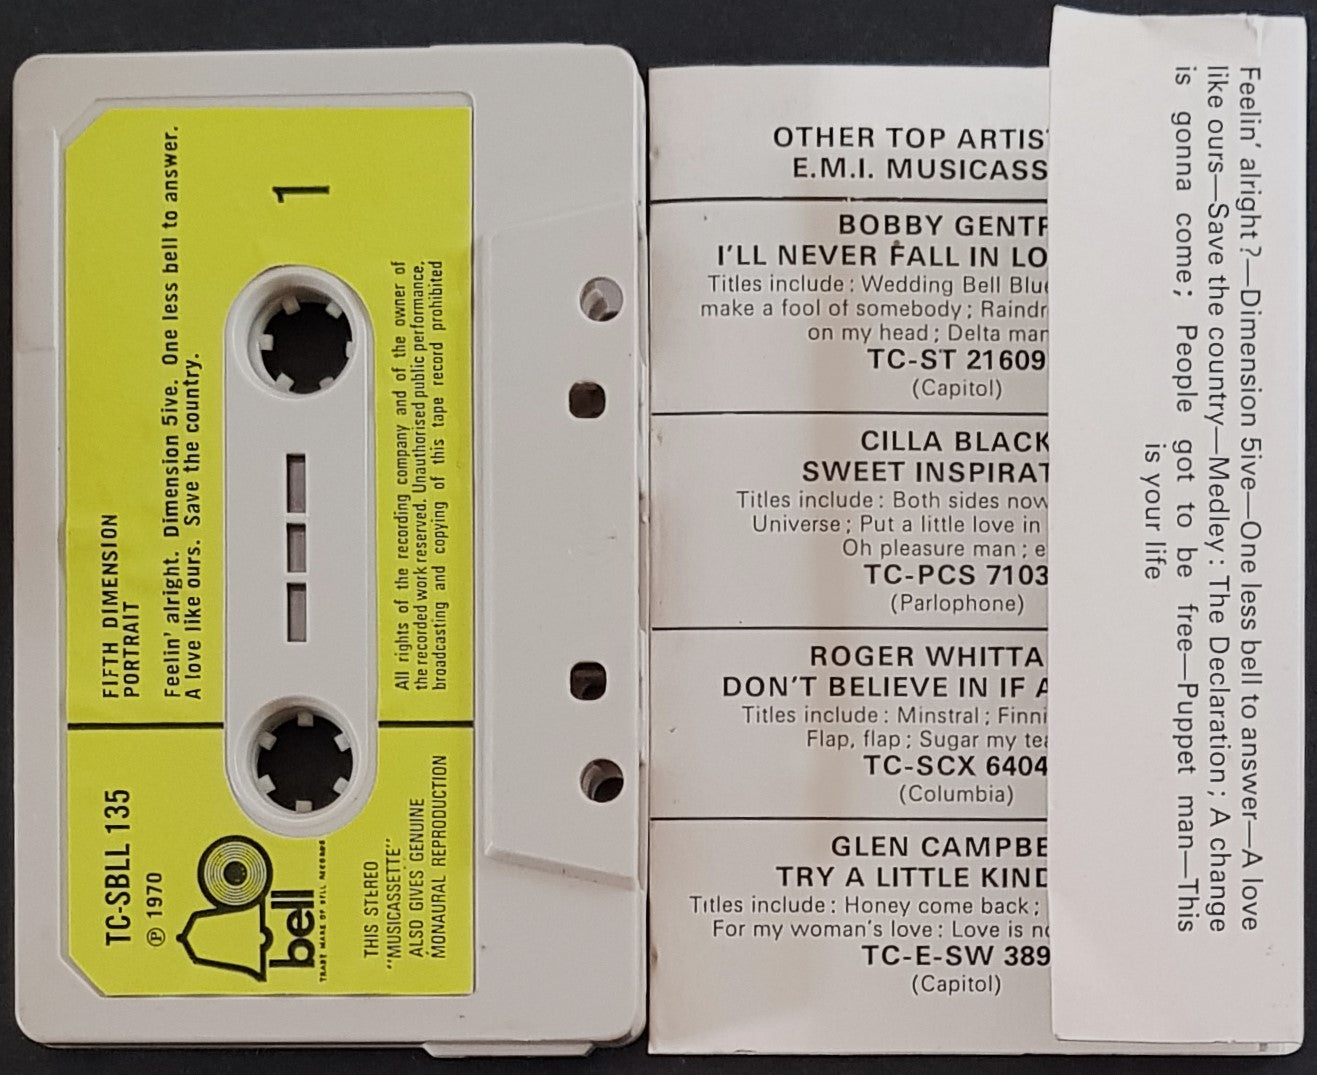 FIFTH DIMENSION
PORTRAIT
Feelin' alright. Dimension 5ive. One less bell to answer.
A love like ours. Save the country.
1
All rights of the recording company and of the owner of
the recorded work reserved. Unauthorised public performance,
broadcasting and copying of this tape record prohibited
TC-SBLL 135
Ⓟ 1970
bell
TRADE MARK OF BELL RECORDS
THIS STEREO
"MUSICASSETTE"
ALSO GIVES GENUINE
MONAURAL REPRODUCTION
OTHER TOP ARTIS
E.M.I. MUSICASS
BOBBY GENT
I'LL NEVER FALL IN LO
Titles include : Wedding Bell Blue
make a fool of somebody ; Raindr
on my head ; Delta man
TC-ST 21609
(Capitol)
CILLA BLACK
SWEET INSPIRAT
Titles include : Both sides now
Universe ; Put a little love in
Oh pleasure man ; e
TC-PCS 7103
(Parlophone)
ROGER WHITTA
DON'T BELIEVE IN IF A
Titles include : Minstral ; Finni
Flap, flap ; Sugar my tea
TC-SCX 6404
(Columbia)
GLEN CAMPBE
TRY A LITTLE KIND
Titles include : Honey come back ;
For my woman's love : Love is no
TC-E-SW 389
(Capitol)
Feelin' alright ?—Dimension 5ive—One less bell to answer—A love
like ours—Save the country—Medley : The Declaration ; A change
is gonna come ; People got to be free—Puppet man—This
is your life